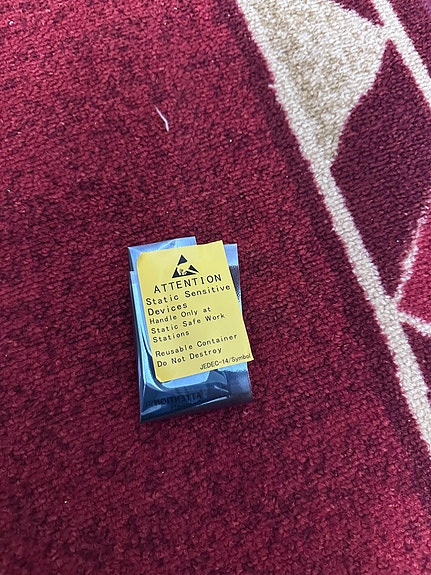 ATTENTION
Static Sensitive
Devices
Handle Only at
Static Safe Work
Stations
Reusable Container
Do Not Destroy
JEDEC-14/Symbol